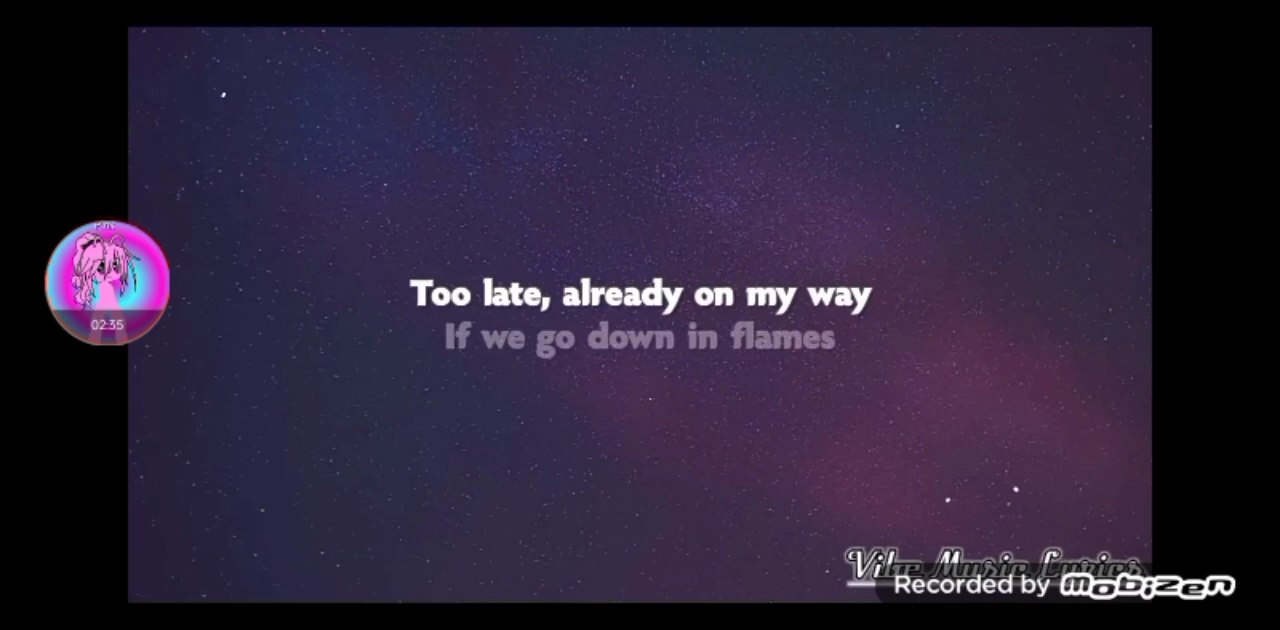 Too late, already on my way
If we go down in flames
02:35
Vibe Music Lyrics
Recorded by mobizen